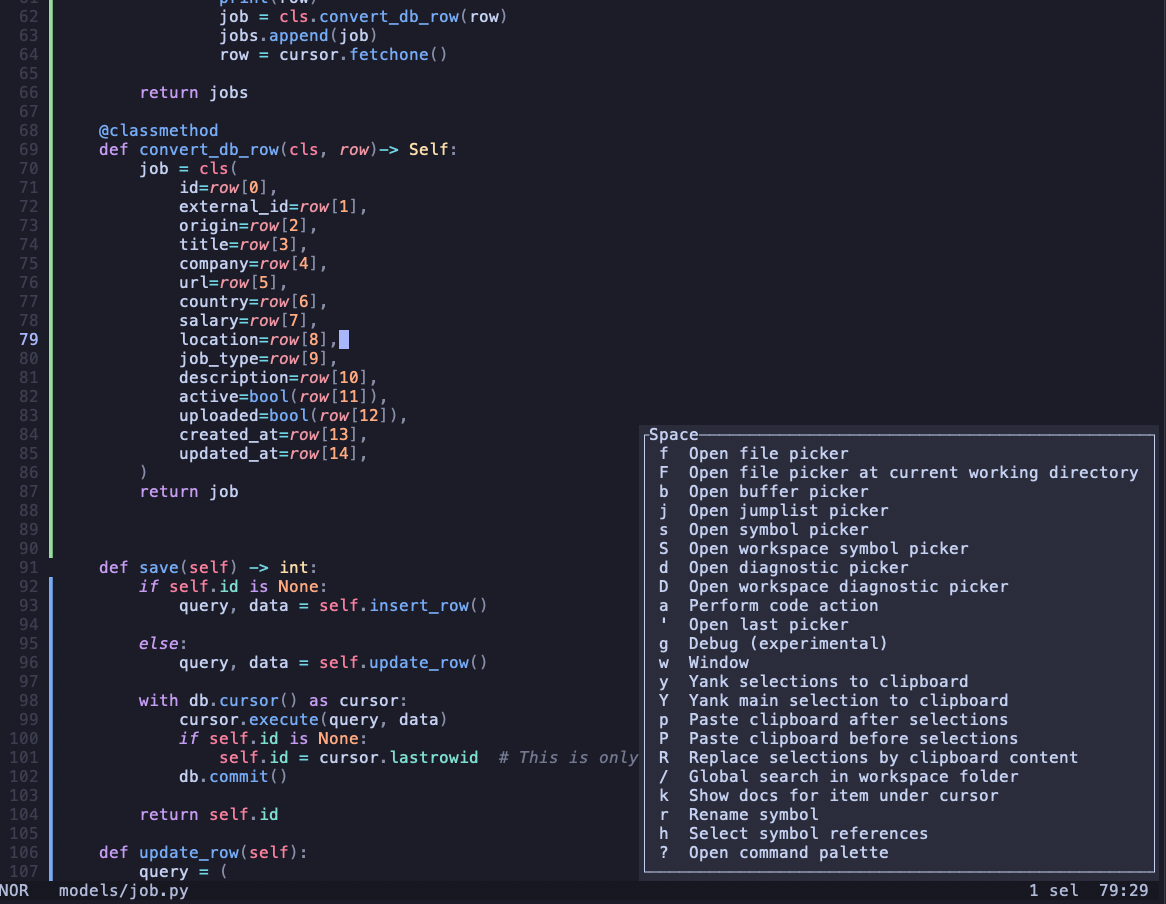 61                  print(row)
62                  job = cls.convert_db_row(row)
63                  jobs.append(job)
64                  row = cursor.fetchone()
65
66          return jobs
67
68      @classmethod
69      def convert_db_row(cls, row)-> Self:
70          job = cls(
71              id=row[0],
72              external_id=row[1],
73              origin=row[2],
74              title=row[3],
75              company=row[4],
76              url=row[5],
77              country=row[6],
78              salary=row[7],
79              location=row[8],
80              job_type=row[9],
81              description=row[10],
82              active=bool(row[11]),
83              uploaded=bool(row[12]),
84              created_at=row[13],
85              updated_at=row[14],
86          )
87          return job
88
89
90
91      def save(self) -> int:
92          if self.id is None:
93              query, data = self.insert_row()
94
95          else:
96              query, data = self.update_row()
97
98          with db.cursor() as cursor:
99              cursor.execute(query, data)
100             if self.id is None:
101                 self.id = cursor.lastrowid  # This is only
102             db.commit()
103
104         return self.id
105
106     def update_row(self):
107         query = (
Space
f  Open file picker
F  Open file picker at current working directory
b  Open buffer picker
j  Open jumplist picker
s  Open symbol picker
S  Open workspace symbol picker
d  Open diagnostic picker
D  Open workspace diagnostic picker
a  Perform code action
'  Open last picker
g  Debug (experimental)
w  Window
y  Yank selections to clipboard
Y  Yank main selection to clipboard
p  Paste clipboard after selections
P  Paste clipboard before selections
R  Replace selections by clipboard content
/  Global search in workspace folder
k  Show docs for item under cursor
r  Rename symbol
h  Select symbol references
?  Open command palette
NOR   models/job.py   1 sel  79:29